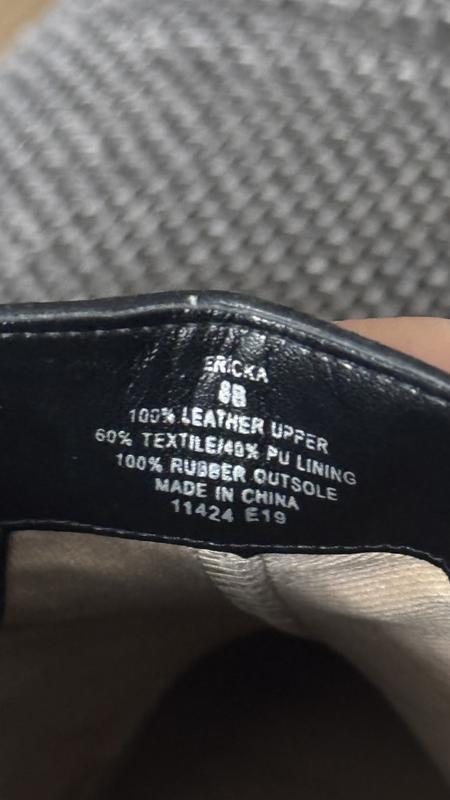 ERICKA
8B
100% LEATHER UPPER
60% TEXTILE/40% PU LINING
100% RUBBER OUTSOLE
MADE IN CHINA
11424 E19